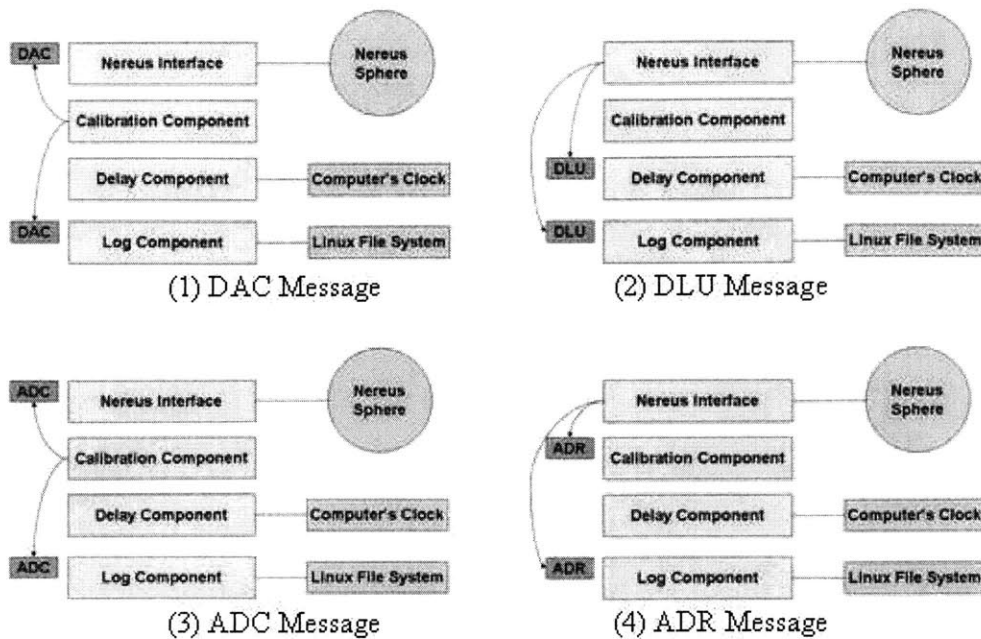 DAC
Nereus Interface
Nereus
Sphere
Calibration Component
Delay Component
Computer's Clock
DAC
Log Component
Linux File System
(1) DAC Message
Nereus Interface
Nereus
Sphere
Calibration Component
DLU
Delay Component
Computer's Clock
DLU
Log Component
Linux File System
(2) DLU Message
ADC
Nereus Interface
Nereus
Sphere
Calibration Component
Delay Component
Computer's Clock
ADC
Log Component
Linux File System
(3) ADC Message
Nereus Interface
Nereus
Sphere
ADR
Calibration Component
Delay Component
Computer's Clock
ADR
Log Component
Linux File System
(4) ADR Message